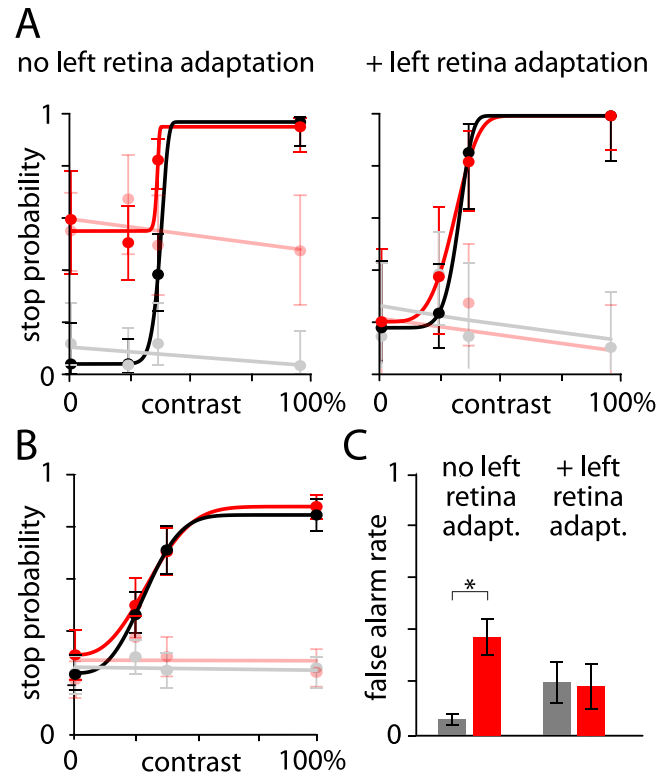 A
no left retina adaptation
+ left retina adaptation
1
stop probability
0
0
contrast
100%
0
contrast
100%
B
1
stop probability
0
0
contrast
100%
C
1
false alarm rate
0
no left
retina
adapt.
+ left
retina
adapt.
*